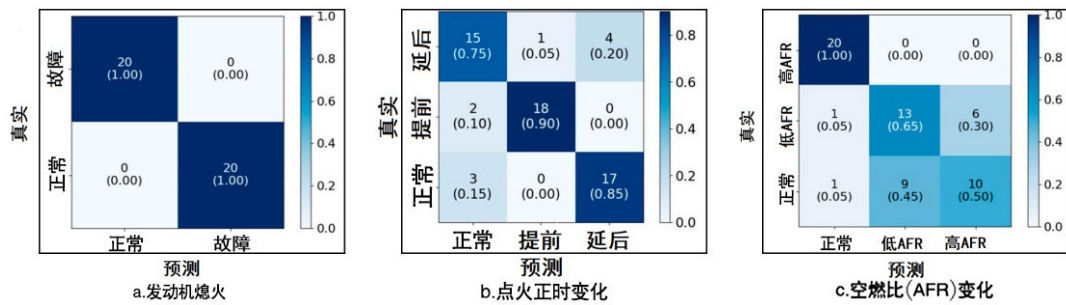 真实
故障
正常
20
(1.00)
0
(0.00)
0
(0.00)
20
(1.00)
1.0
0.8
0.6
0.4
0.2
0.0
正常
故障
预测
a.发动机熄火
真实
延后
提前
正常
15
(0.75)
1
(0.05)
4
(0.20)
2
(0.10)
18
(0.90)
0
(0.00)
3
(0.15)
0
(0.00)
17
(0.85)
0.8
0.6
0.4
0.2
0.0
正常
提前
延后
预测
b.点火正时变化
真实
高AFR
低AFR
正常
20
(1.00)
0
(0.00)
0
(0.00)
1
(0.05)
13
(0.65)
6
(0.30)
1
(0.05)
9
(0.45)
10
(0.50)
1.0
0.8
0.6
0.4
0.2
0.0
正常
低AFR
高AFR
预测
c.空燃比(AFR)变化